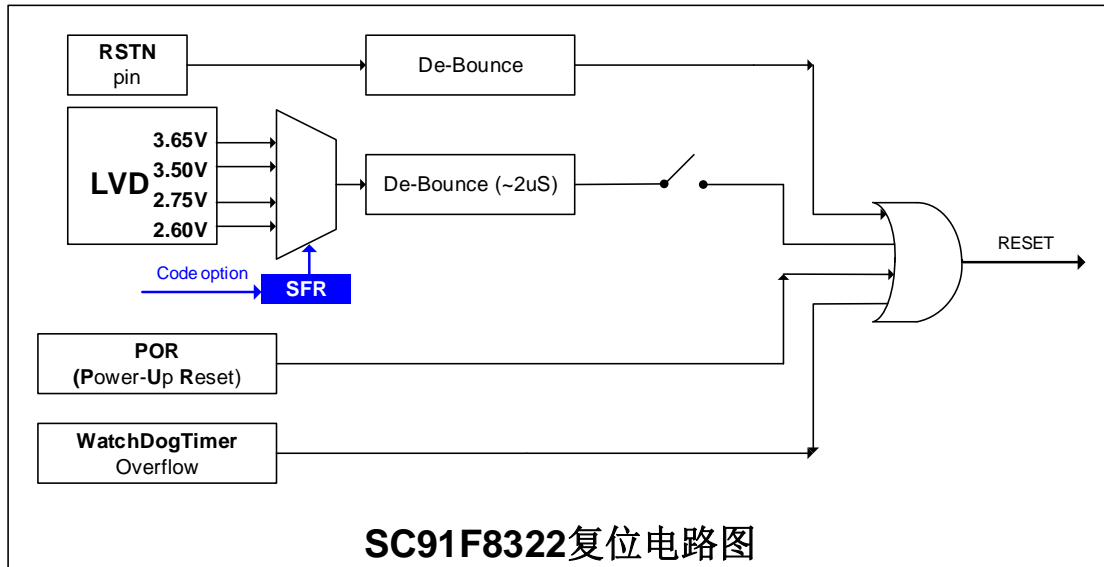 RSTN
pin
De-Bounce
LVD
3.65V
3.50V
2.75V
2.60V
De-Bounce (~2uS)
Code option
SFR
RESET
POR
(Power-Up Reset)
WatchDogTimer
Overflow
SC91F8322复位电路图